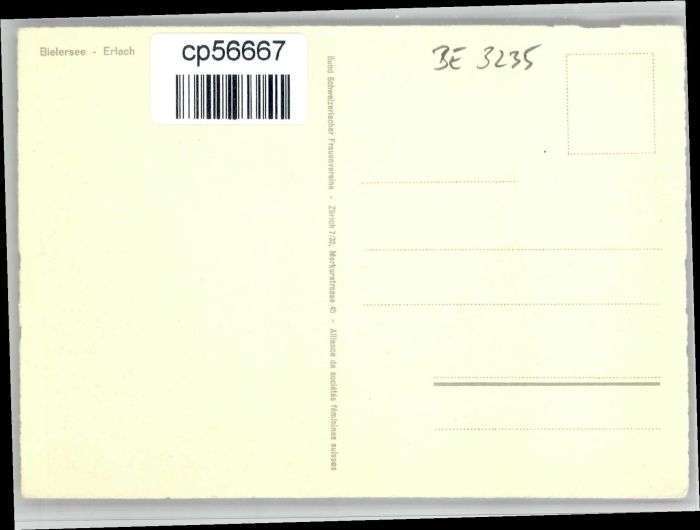 Bielersee - Erlach
cp56667
BE 3235
Bund Schweizerischer Frauenvereine - Zürich 7/32, Merkurstrasse 45 - Alliance de sociétés féminines suisses